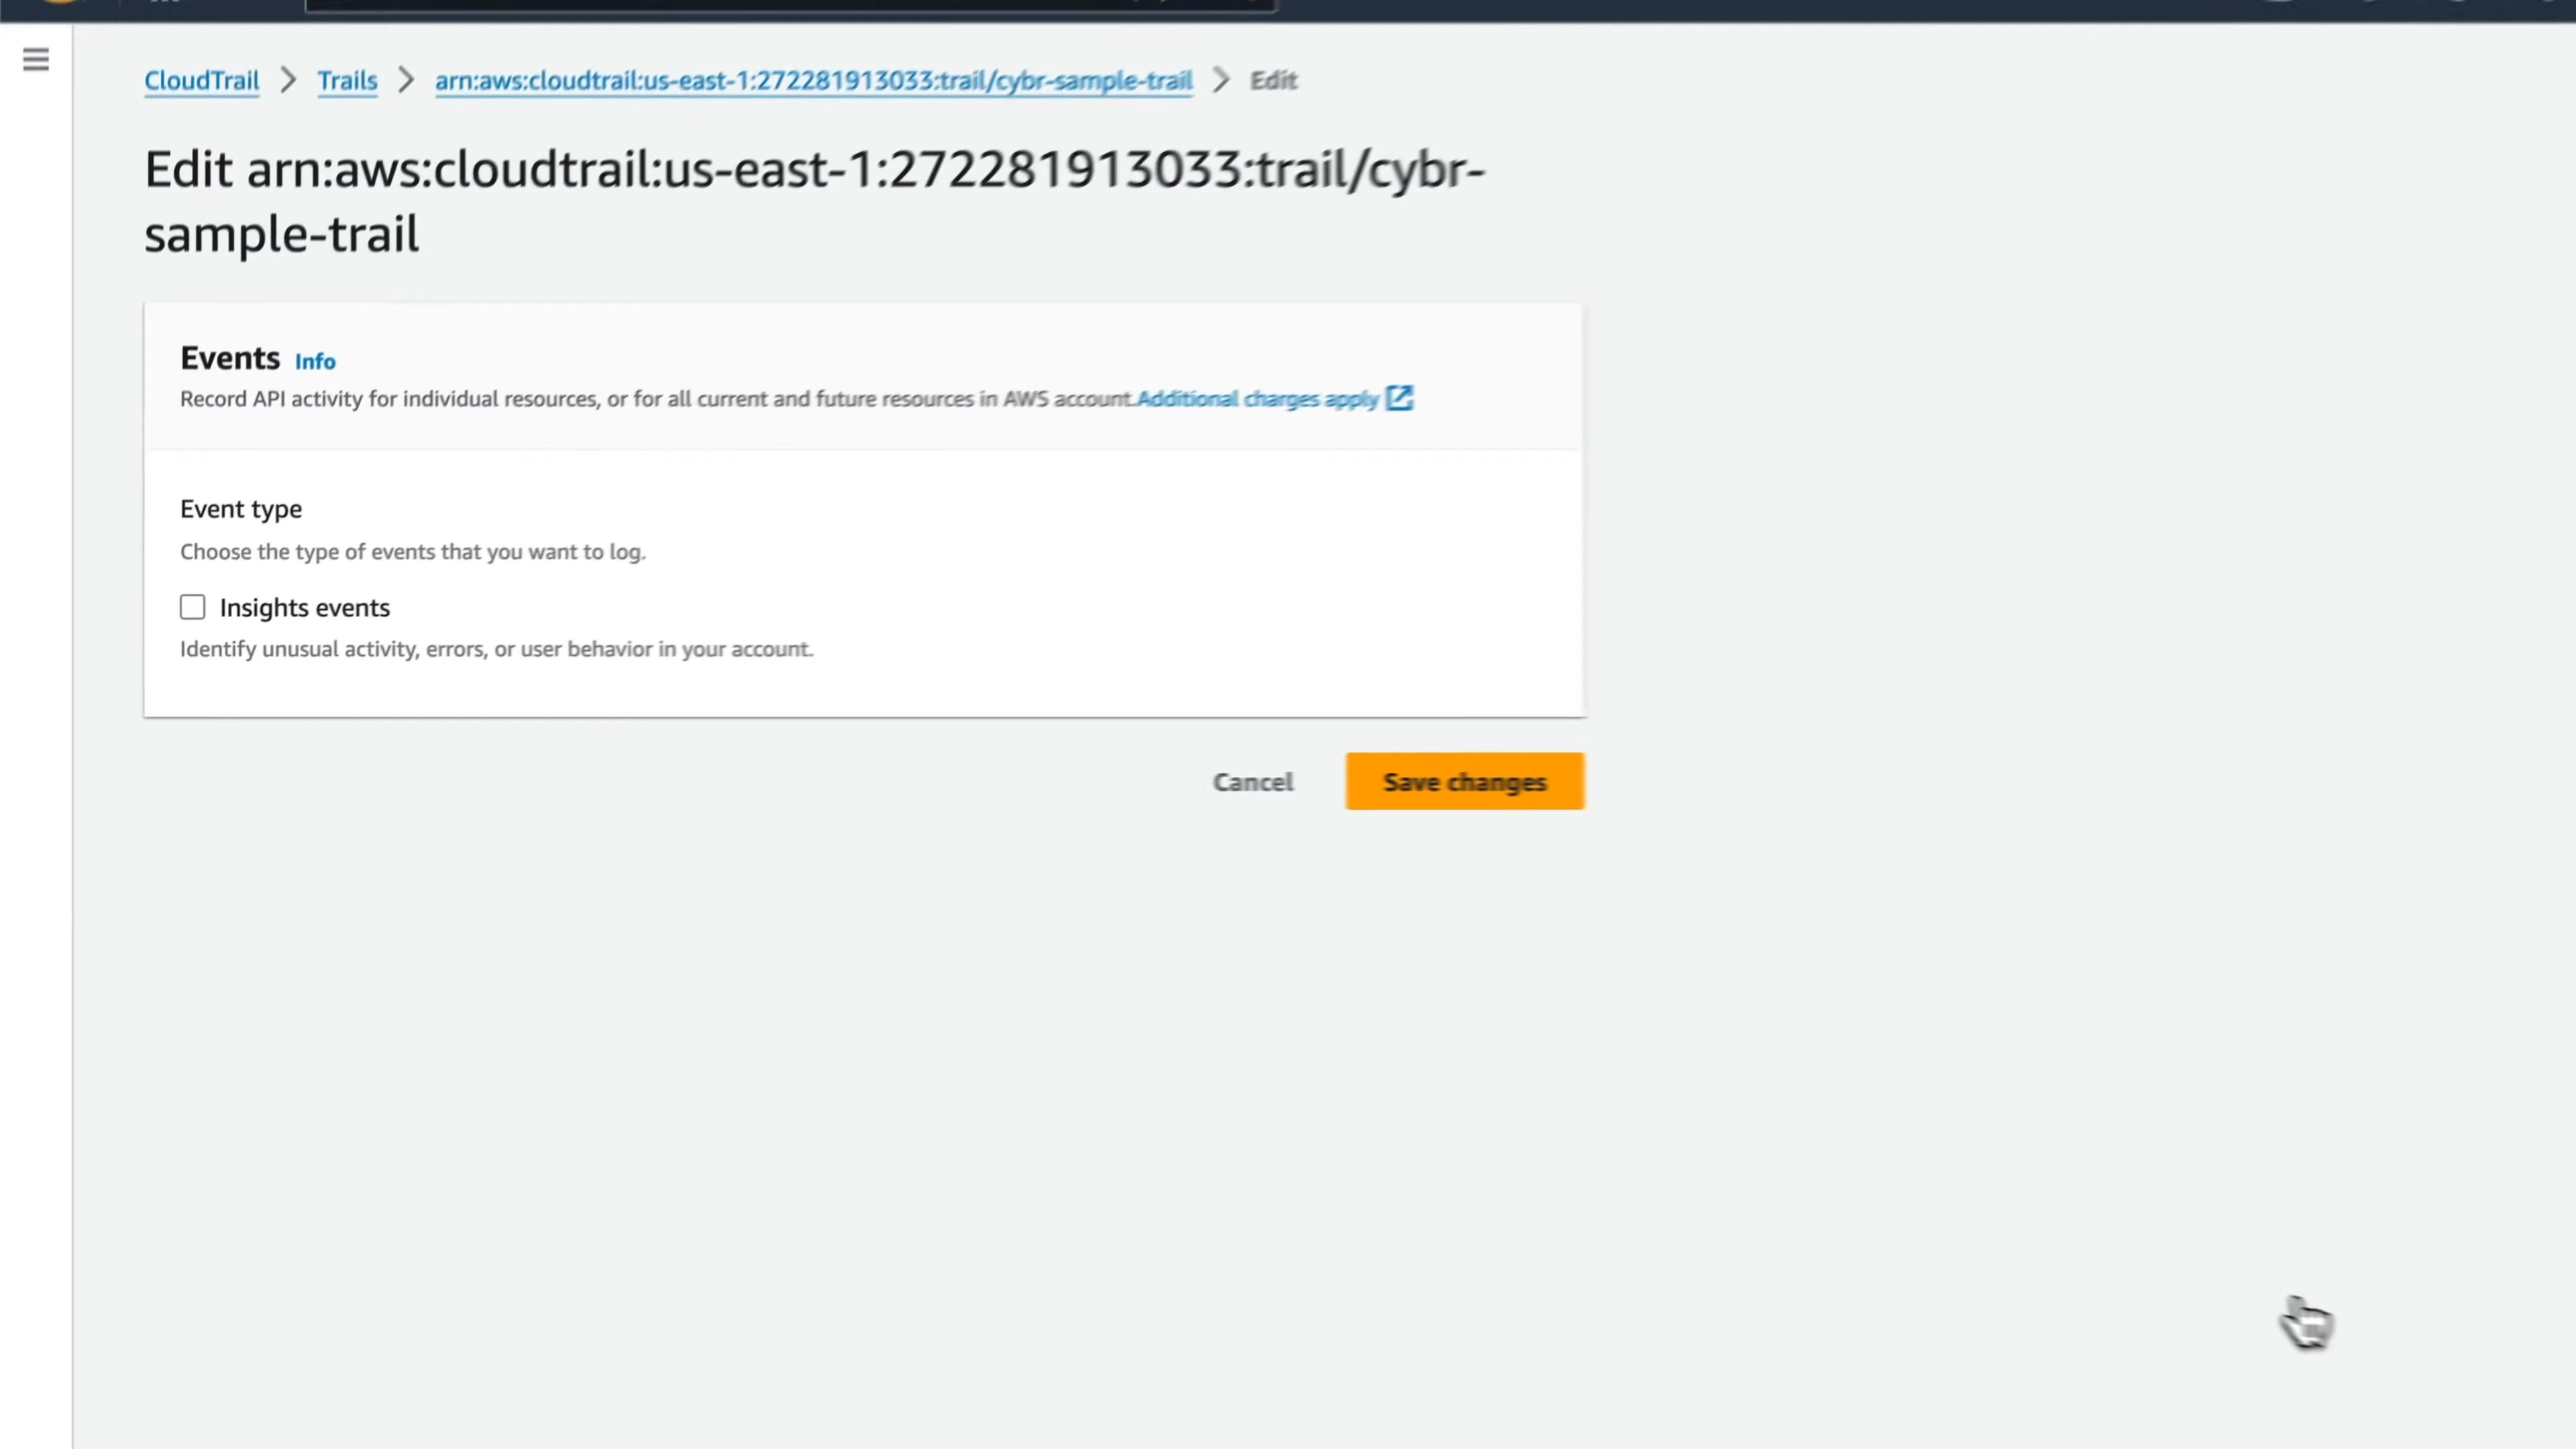 CloudTrail > Trails > arn:aws:cloudtrail:us-east-1:272281913033:trail/cybr-sample-trail > Edit
Edit arn:aws:cloudtrail:us-east-1:272281913033:trail/cybr-
sample-trail
Events Info
Record API activity for individual resources, or for all current and future resources in AWS account.Additional charges apply
Event type
Choose the type of events that you want to log.
Insights events
Identify unusual activity, errors, or user behavior in your account.
Cancel Save changes